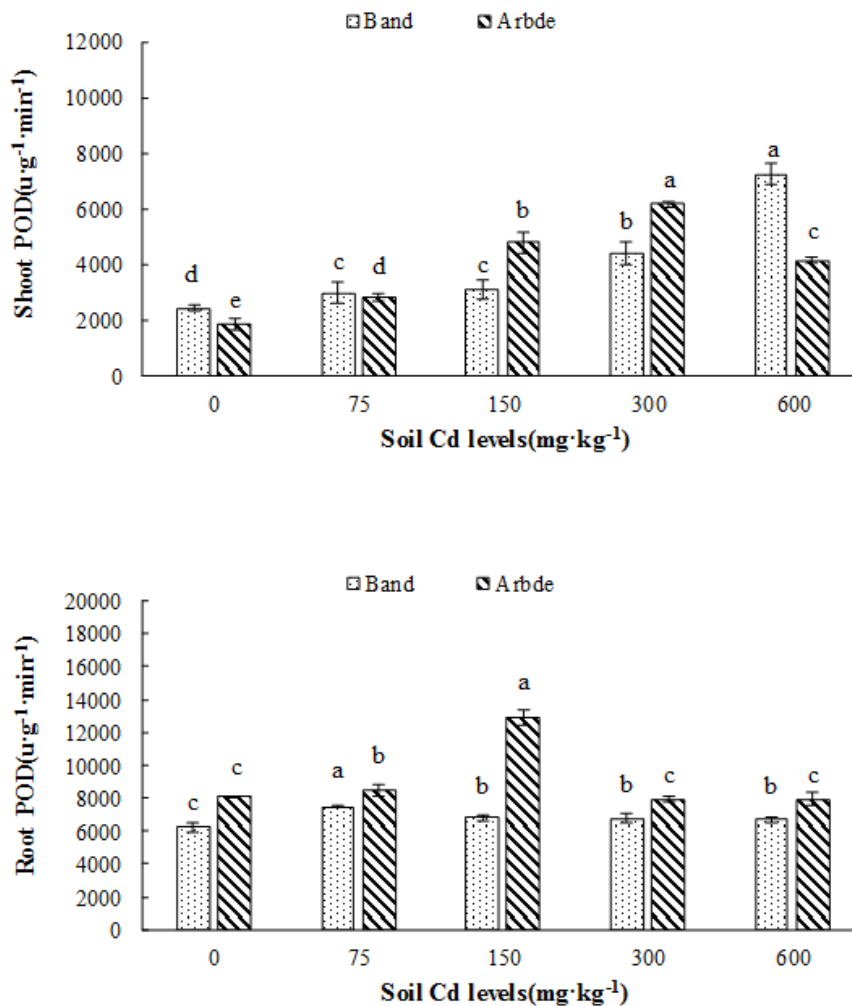 Band Arbde
12000
10000
8000
6000
4000
2000
0
Shoot POD(u·g⁻¹·min⁻¹)
d e c d c b b a a c
0 75 150 300 600
Soil Cd levels(mg·kg⁻¹)
Band Arbde
20000
18000
16000
14000
12000
10000
8000
6000
4000
2000
0
Root POD(u·g⁻¹·min⁻¹)
c c a b b a b c b c
0 75 150 300 600
Soil Cd levels(mg·kg⁻¹)